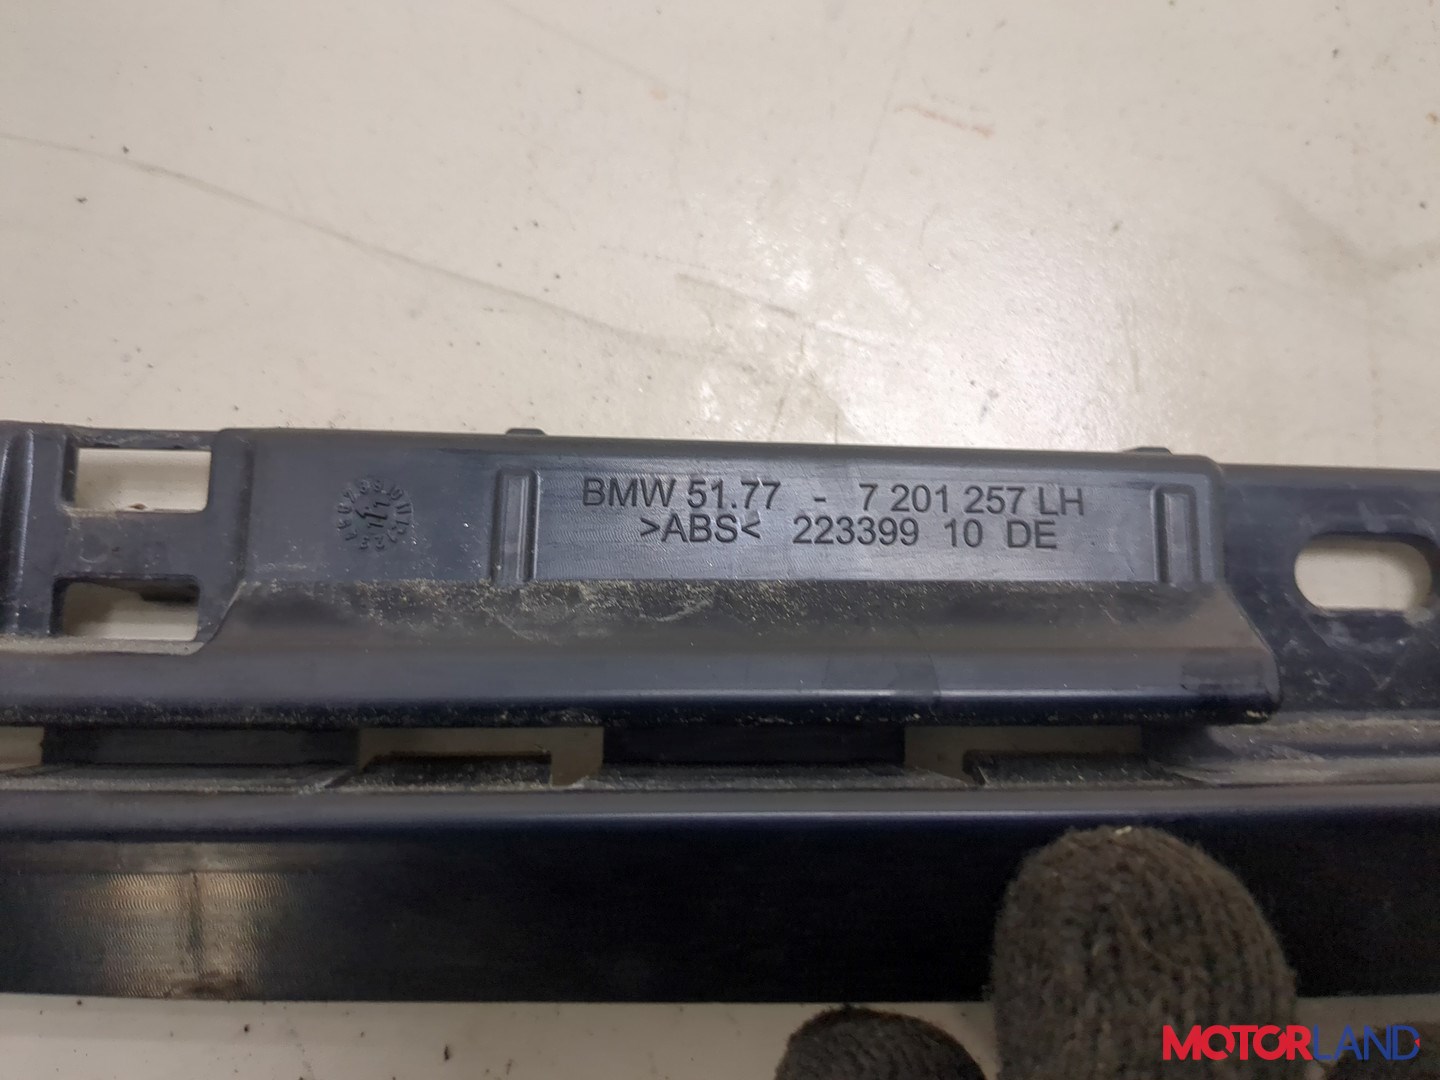 BMW 51.77 - 7 201 257 LH
>ABS< 223399 10 DE
MOTORLAND